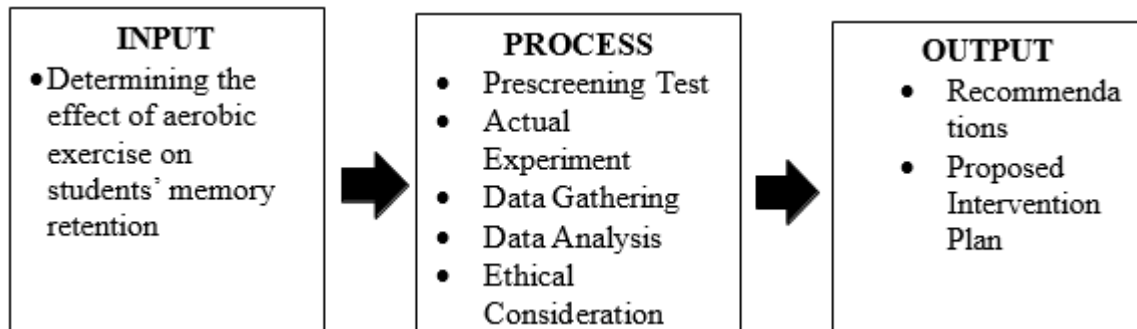 INPUT
•Determining the
effect of aerobic
exercise on
students’ memory
retention
PROCESS
• Prescreening Test
• Actual
Experiment
• Data Gathering
• Data Analysis
• Ethical
Consideration
OUTPUT
• Recommenda
tions
• Proposed
Intervention
Plan